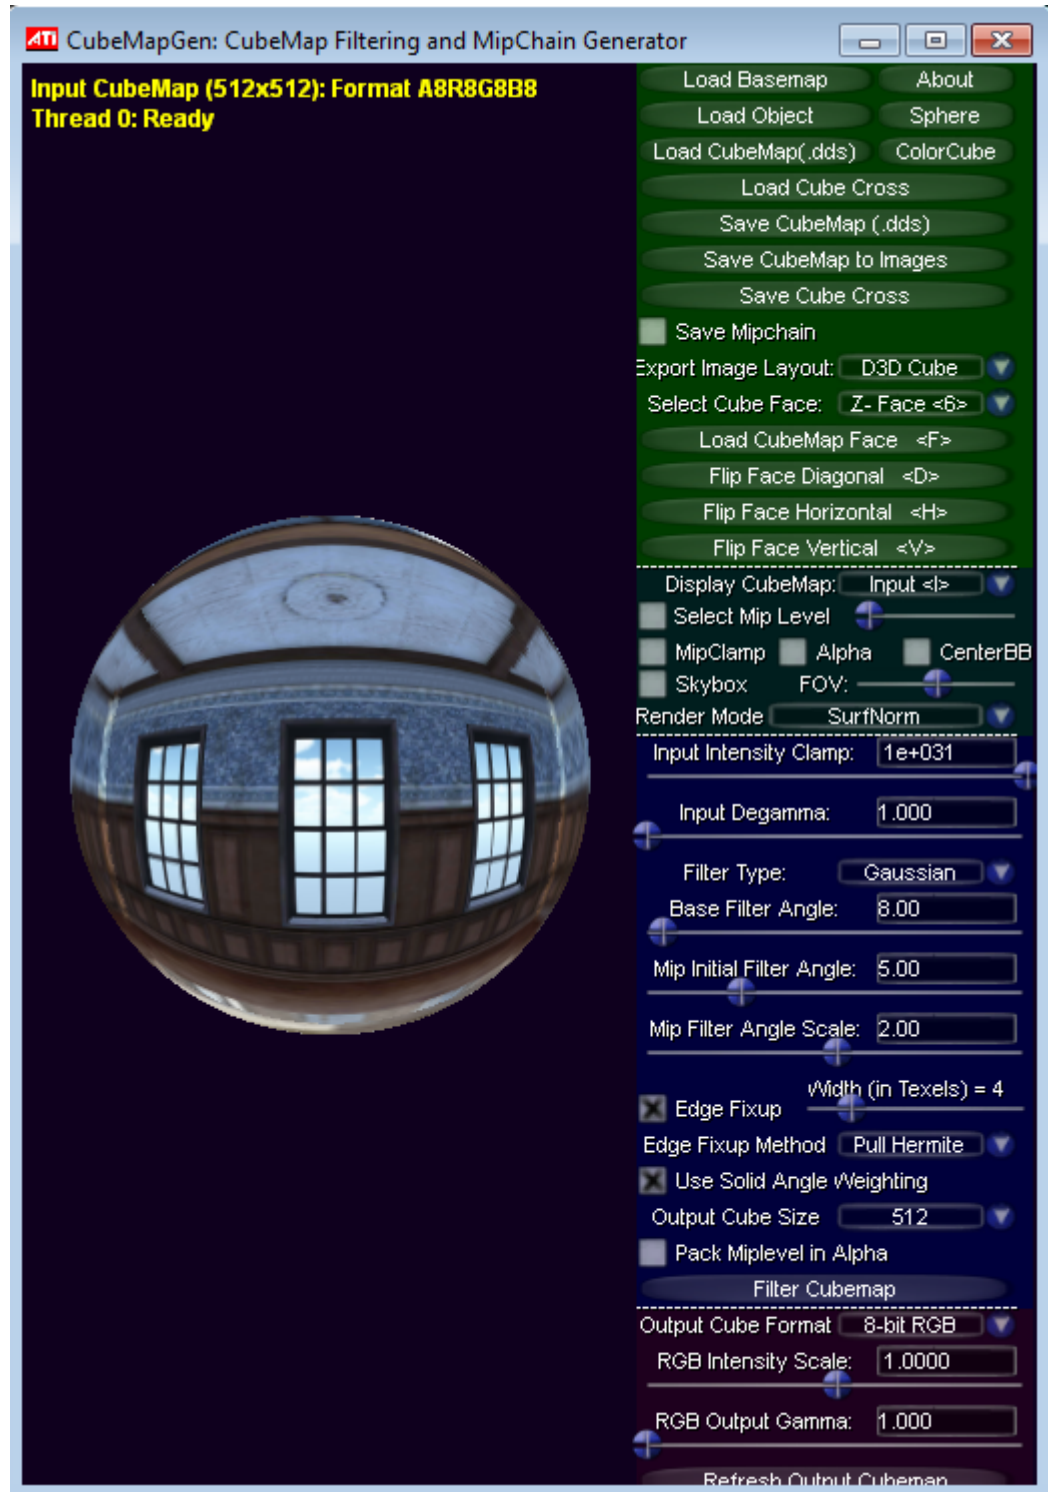 ATI CubeMapGen: CubeMap Filtering and MipChain Generator
Input CubeMap (512x512): Format A8R8G8B8
Thread 0: Ready
Load Basemap About
Load Object Sphere
Load CubeMap(.dds) ColorCube
Load Cube Cross
Save CubeMap (.dds)
Save CubeMap to Images
Save Cube Cross
Save Mipchain
Export Image Layout: D3D Cube
Select Cube Face: Z- Face <6>
Load CubeMap Face <F>
Flip Face Diagonal <D>
Flip Face Horizontal <H>
Flip Face Vertical <V>
Display CubeMap: Input <I>
Select Mip Level
MipClamp Alpha CenterBB
Skybox FOV:
Render Mode SurfNorm
Input Intensity Clamp: 1e+031
Input Degamma: 1.000
Filter Type: Gaussian
Base Filter Angle: 8.00
Mip Initial Filter Angle: 5.00
Mip Filter Angle Scale: 2.00
Width (in Texels) = 4
Edge Fixup
Edge Fixup Method Pull Hermite
Use Solid Angle Weighting
Output Cube Size 512
Pack Miplevel in Alpha
Filter Cubemap
Output Cube Format 8-bit RGB
RGB Intensity Scale: 1.0000
RGB Output Gamma: 1.000
Refresh Output Cubemap